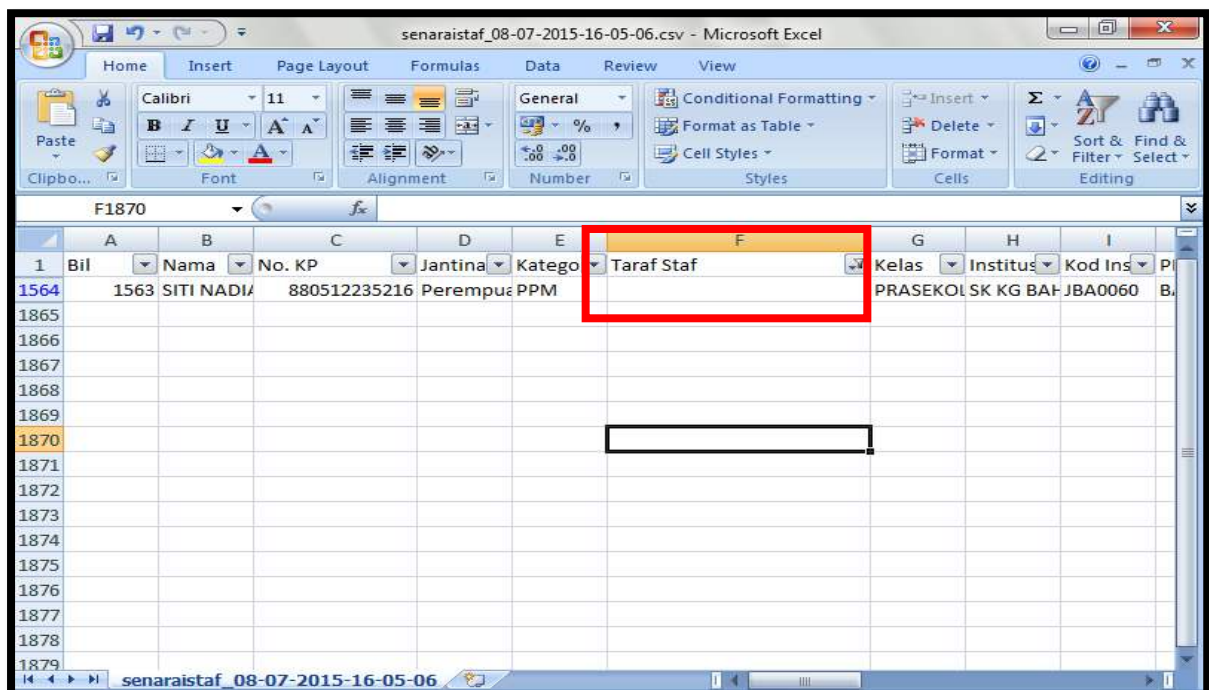 senaraistaf_08-07-2015-16-05-06.csv - Microsoft Excel
Home Insert Page Layout Formulas Data Review View
Calibri 11 General Conditional Formatting Insert Σ
Paste B I U A A % , Format as Table Delete Sort & Find &
A .00 .0 Cell Styles Format Filter Select
Clipbo... Font Alignment Number Styles Cells Editing
F1870 fx
A B C D E F G H I
1 Bil Nama No. KP Jantina Katego Taraf Staf Kelas Institus Kod Ins
1564 1563 SITI NADIA 880512235216 Perempua PPM PRASEKOL SK KG BAH JBA0060
1865
1866
1867
1868
1869
1870
1871
1872
1873
1874
1875
1876
1877
1878
1879
senaraistaf_08-07-2015-16-05-06